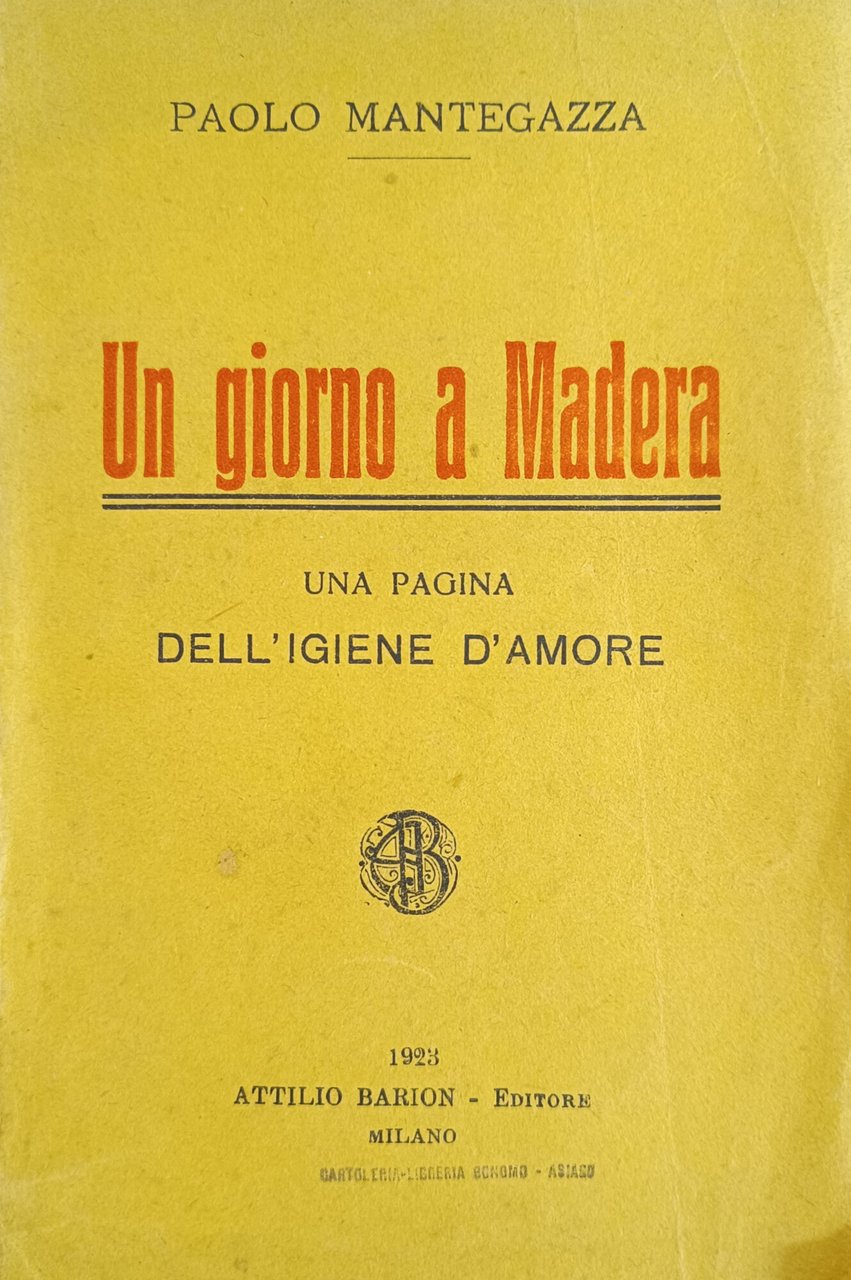 PAOLO MANTEGAZZA
Un giorno a Madera
UNA PAGINA
DELL'IGIENE D'AMORE
AB
1923
ATTILIO BARION - EDITORE
MILANO
CARTOLERIA-LIBRERIA BONOMO - ASIAGO